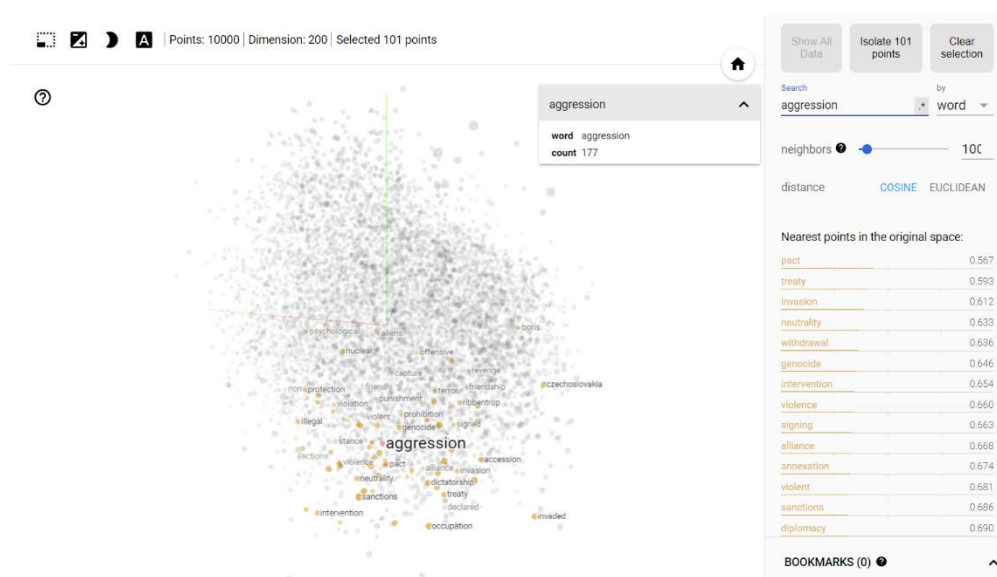 Points: 10000 | Dimension: 200 | Selected 101 points
Show All Data
Isolate 101 points
Clear selection
Search
by
aggression
.*
word
neighbors
100
distance
COSINE EUCLIDEAN
Nearest points in the original space:
pact 0.567
treaty 0.593
invasion 0.612
neutrality 0.633
withdrawal 0.636
genocide 0.646
intervention 0.654
violence 0.660
signing 0.663
alliance 0.668
annexation 0.674
violent 0.681
sanctions 0.686
diplomacy 0.690
BOOKMARKS (0)
aggression
word aggression
count 177
psychological
aliens
boris
nuclear
offensive
capture
revenge
non
protection
friendly
terror
friendship
czechoslovakia
violation
punishment
ribbentrop
illegal
violent
prohibition
genocide
signed
stance
aggression
actions
violence
pact
alliance
invasion
accession
neutrality
dictatorship
sanctions
treaty
declared
intervention
occupation
invaded